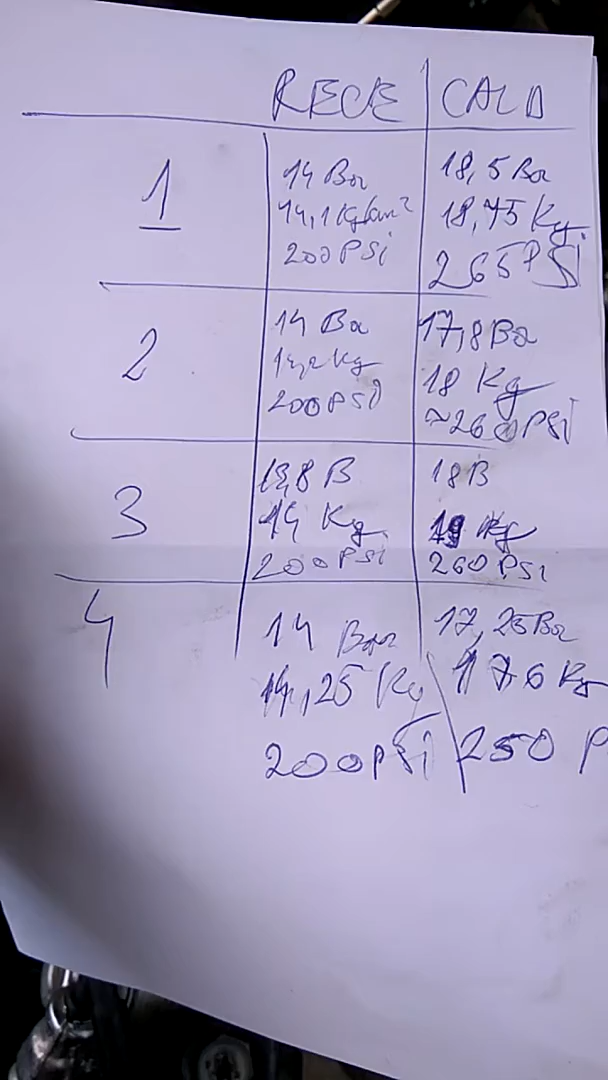 RECE CALD
1
14 Bar
14,1 Kg/cm²
200 PSi
18,5 Bar
18,75 Kg
265 PSI
2
14 Bar
14,2 Kg
200 PSI
17,8 Bar
18 Kg
≈260 PSI
3
13,8 B
14 Kg
200 PSi
18 B
Kg
260 PSi
4
14 Bar
14,25 Kg
200 PSi
17,25 Bar
17,6 Kg
250 P